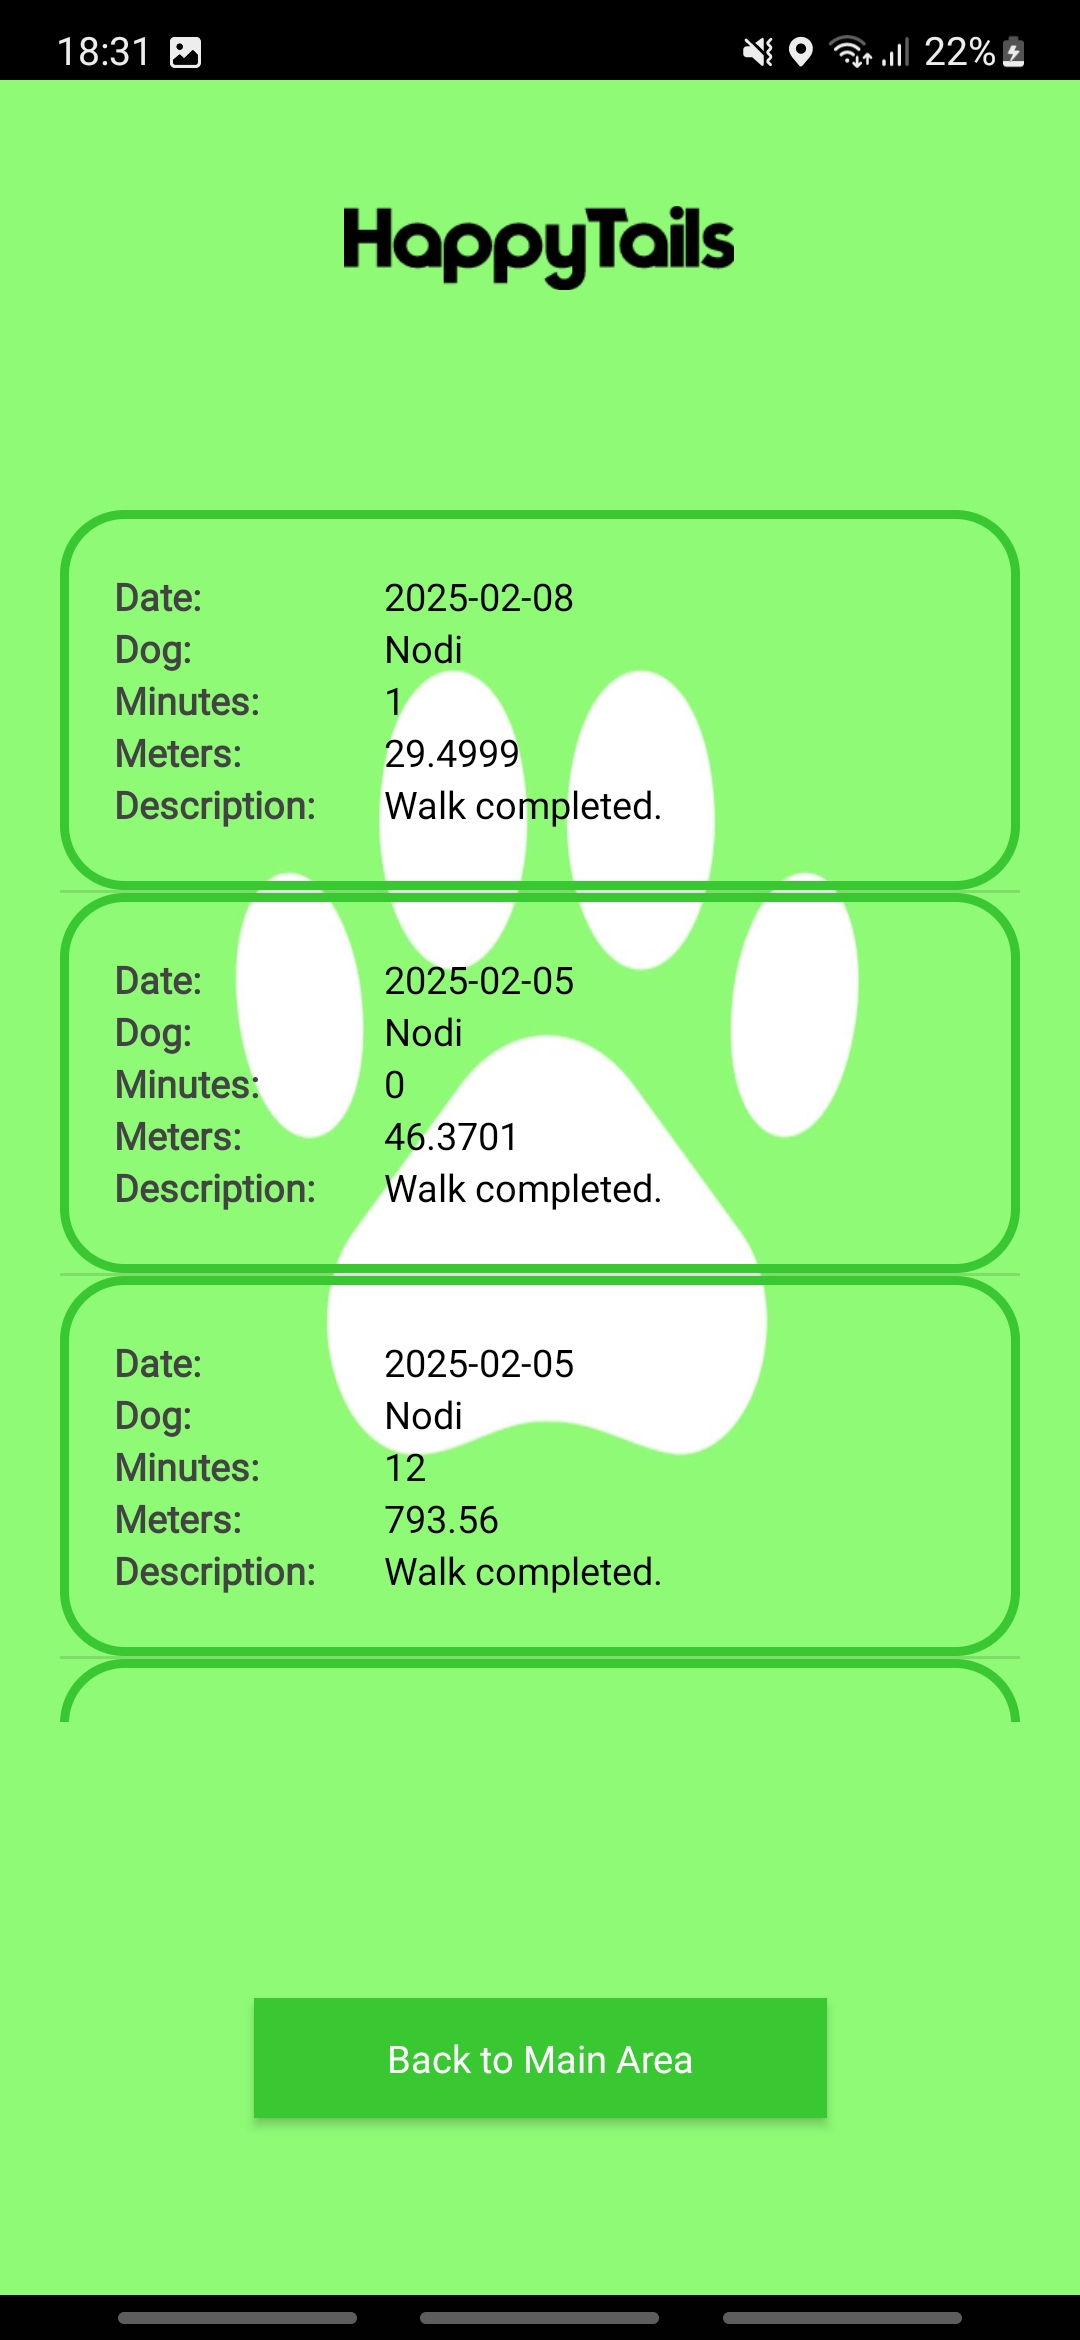 18:31 22%
HappyTails
Date: 2025-02-08
Dog: Nodi
Minutes: 1
Meters: 29.4999
Description: Walk completed.
Date: 2025-02-05
Dog: Nodi
Minutes: 0
Meters: 46.3701
Description: Walk completed.
Date: 2025-02-05
Dog: Nodi
Minutes: 12
Meters: 793.56
Description: Walk completed.
Back to Main Area